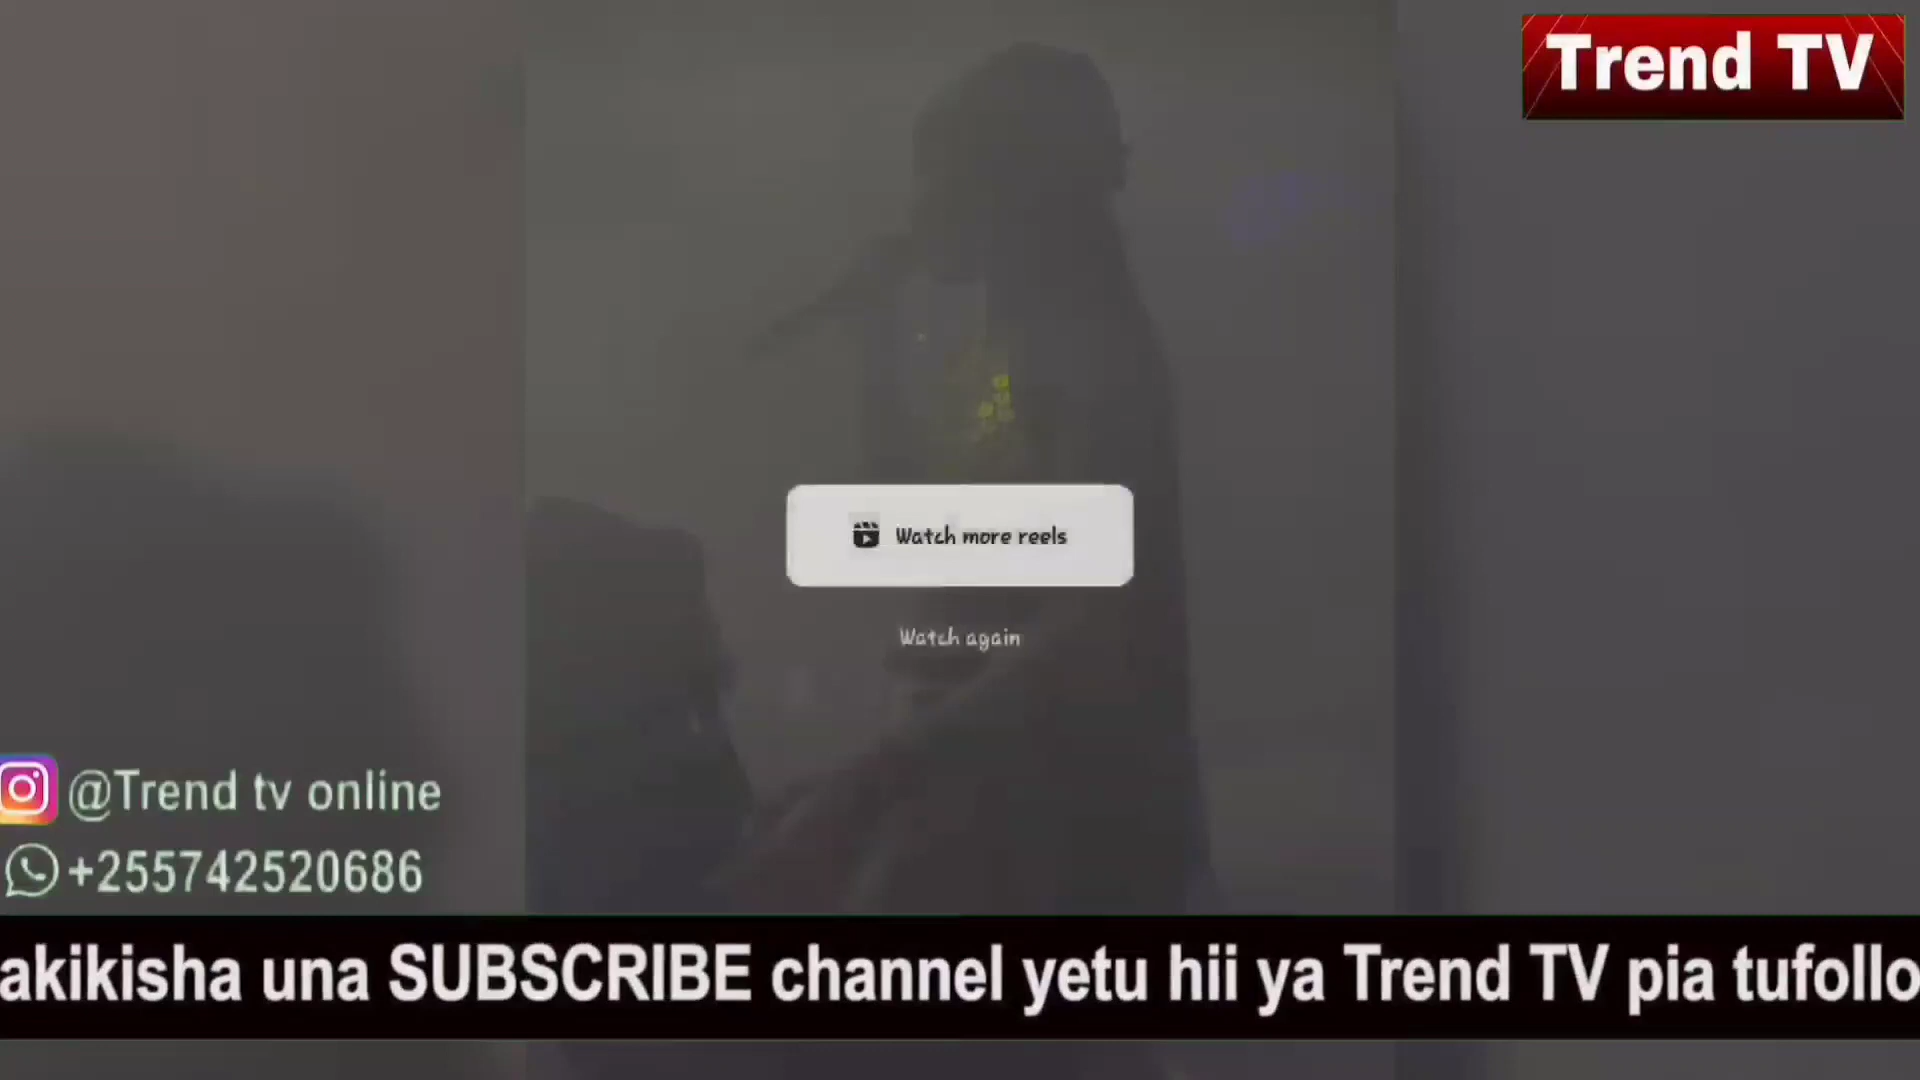 Trend TV
Watch more reels
Watch again
@Trend tv online
+255742520686
akikisha una SUBSCRIBE channel yetu hii ya Trend TV pia tufollo